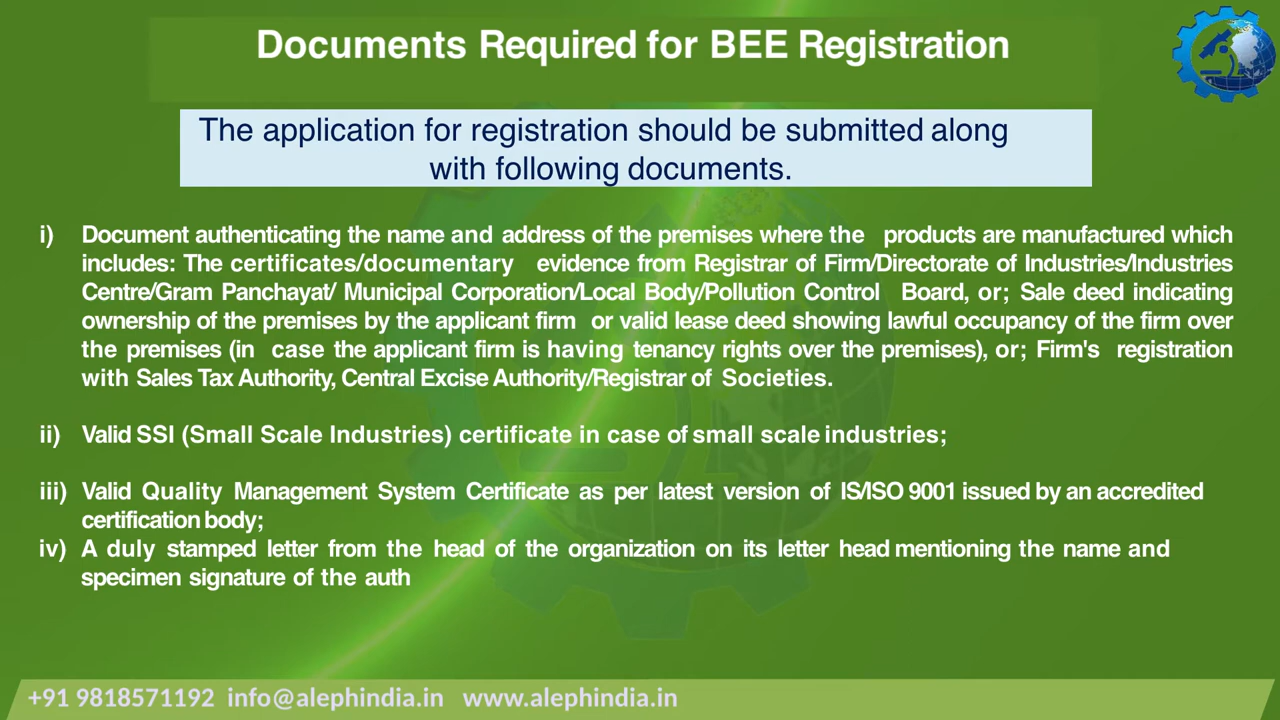 Documents Required for BEE Registration
The application for registration should be submitted along
with following documents.
i) Document authenticating the name and address of the premises where the products are manufactured which
includes: The certificates/documentary evidence from Registrar of Firm/Directorate of Industries/Industries
Centre/Gram Panchayat/ Municipal Corporation/Local Body/Pollution Control Board, or; Sale deed indicating
ownership of the premises by the applicant firm or valid lease deed showing lawful occupancy of the firm over
the premises (in case the applicant firm is having tenancy rights over the premises), or; Firm's registration
with Sales Tax Authority, Central Excise Authority/Registrar of Societies.
ii) Valid SSI (Small Scale Industries) certificate in case of small scale industries;
iii) Valid Quality Management System Certificate as per latest version of IS/ISO 9001 issued by an accredited
certification body;
iv) A duly stamped letter from the head of the organization on its letter head mentioning the name and
specimen signature of the auth
+91 9818571192 info@alephindia.in www.alephindia.in